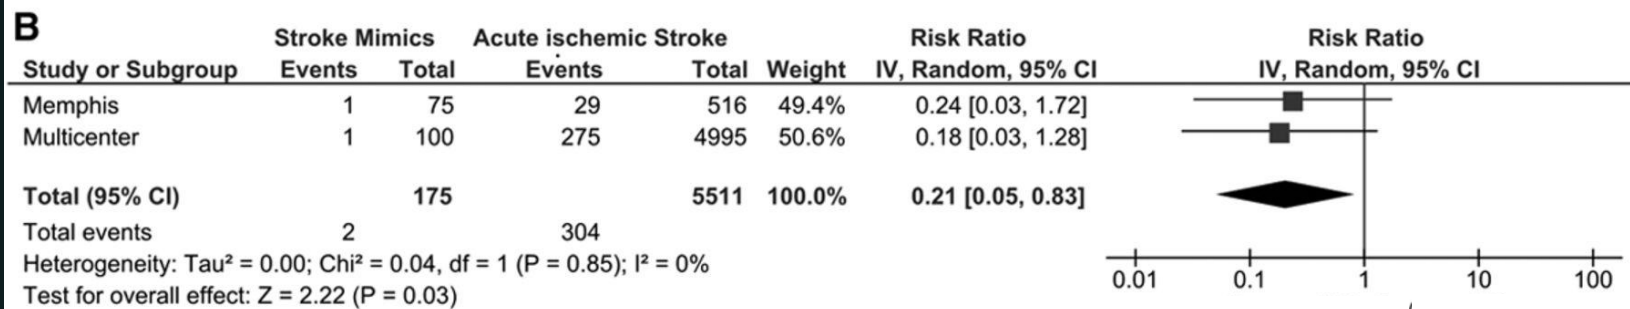 B
Stroke Mimics Acute ischemic Stroke Risk Ratio Risk Ratio
Study or Subgroup Events Total Events Total Weight IV, Random, 95% CI IV, Random, 95% CI
Memphis 1 75 29 516 49.4% 0.24 [0.03, 1.72]
Multicenter 1 100 275 4995 50.6% 0.18 [0.03, 1.28]
Total (95% CI) 175 5511 100.0% 0.21 [0.05, 0.83]
Total events 2 304
Heterogeneity: Tau² = 0.00; Chi² = 0.04, df = 1 (P = 0.85); I² = 0%
Test for overall effect: Z = 2.22 (P = 0.03)
0.01 0.1 1 10 100